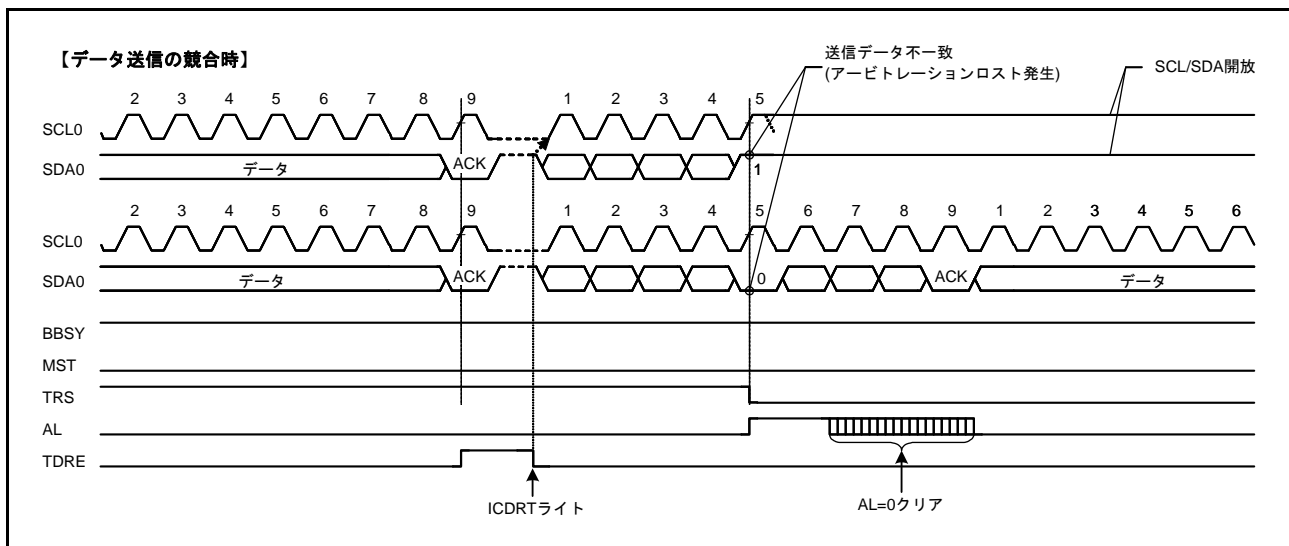 【データ送信の競合時】
送信データ不一致
(アービトレーションロスト発生)
SCL/SDA開放
2 3 4 5 6 7 8 9 1 2 3 4 5
SCL0
SDA0 データ ACK 1
2 3 4 5 6 7 8 9 1 2 3 4 5 6 7 8 9 1 2 3 4 5 6
SCL0
SDA0 データ ACK 0 ACK データ
BBSY
MST
TRS
AL
TDRE
ICDRTライト AL=0クリア